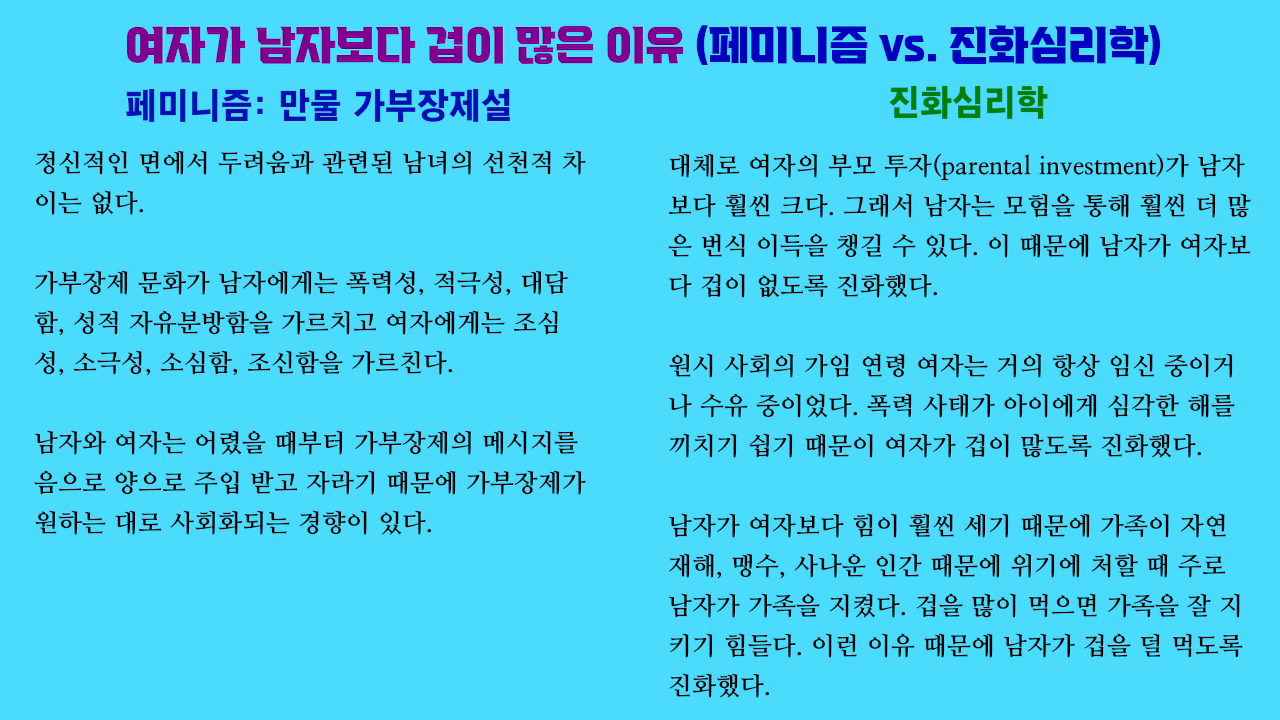 여자가 남자보다 겁이 많은 이유 (페미니즘 vs. 진화심리학)
페미니즘: 만물 가부장제설
정신적인 면에서 두려움과 관련된 남녀의 선천적 차
이는 없다.
가부장제 문화가 남자에게는 폭력성, 적극성, 대담
함, 성적 자유분방함을 가르치고 여자에게는 조심
성, 소극성, 소심함, 조신함을 가르친다.
남자와 여자는 어렸을 때부터 가부장제의 메시지를
음으로 양으로 주입 받고 자라기 때문에 가부장제가
원하는 대로 사회화되는 경향이 있다.
진화심리학
대체로 여자의 부모 투자(parental investment)가 남자
보다 훨씬 크다. 그래서 남자는 모험을 통해 훨씬 더 많
은 번식 이득을 챙길 수 있다. 이 때문에 남자가 여자보
다 겁이 없도록 진화했다.
원시 사회의 가임 연령 여자는 거의 항상 임신 중이거
나 수유 중이었다. 폭력 사태가 아이에게 심각한 해를
끼치기 쉽기 때문이 여자가 겁이 많도록 진화했다.
남자가 여자보다 힘이 훨씬 세기 때문에 가족이 자연
재해, 맹수, 사나운 인간 때문에 위기에 처할 때 주로
남자가 가족을 지켰다. 겁을 많이 먹으면 가족을 잘 지
키기 힘들다. 이런 이유 때문에 남자가 겁을 덜 먹도록
진화했다.